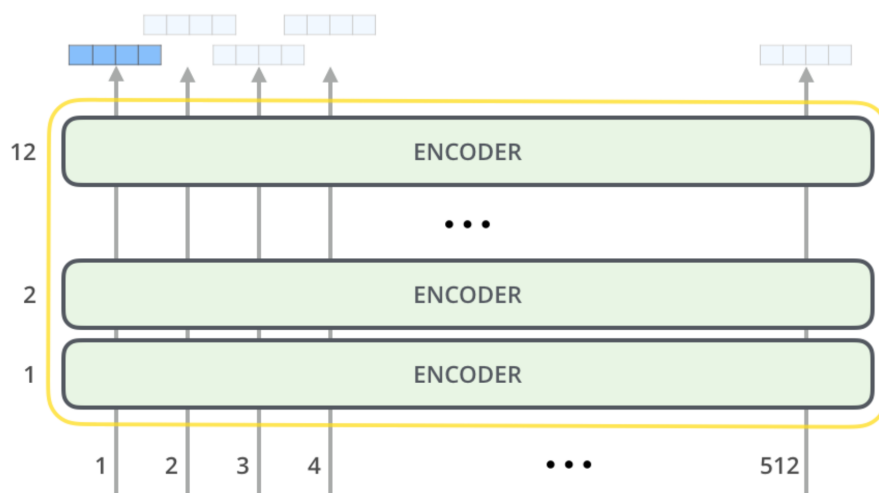 12 ENCODER
• • •
2 ENCODER
1 ENCODER
1 2 3 4 • • • 512